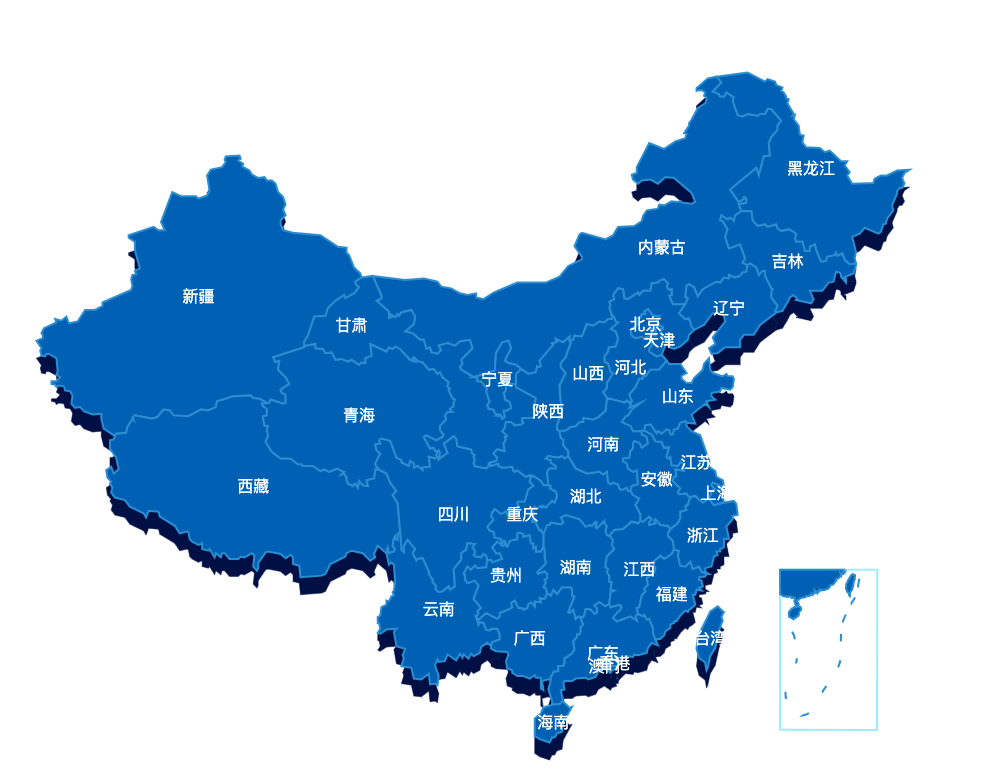 黑龙江
内蒙古
吉林
新疆
辽宁
北京
甘肃
天津
河北
山西
宁夏
山东
陕西
青海
河南
江苏
安徽
西藏
上海
湖北
四川
重庆
浙江
湖南
江西
贵州
福建
云南
广西
台湾
广东
香港
澳门
海南